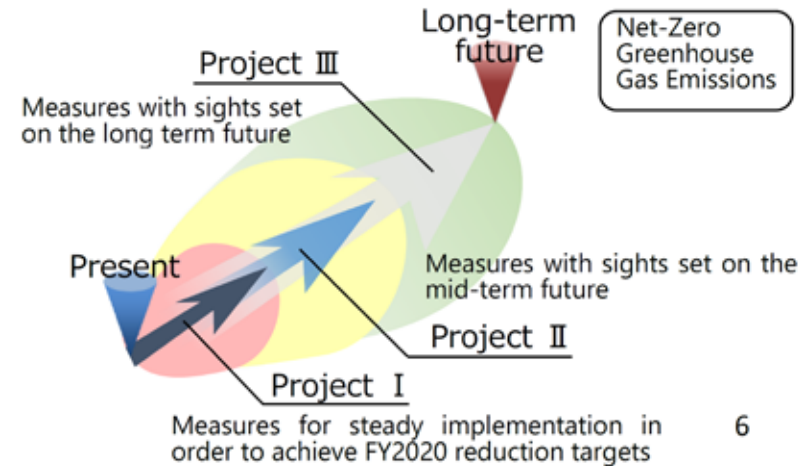 Long-term
future
Net-Zero
Greenhouse
Gas Emissions
Project Ⅲ
Measures with sights set
on the long term future
Present
Measures with sights set on the
mid-term future
Project Ⅱ
Project Ⅰ
Measures for steady implementation in
order to achieve FY2020 reduction targets
6